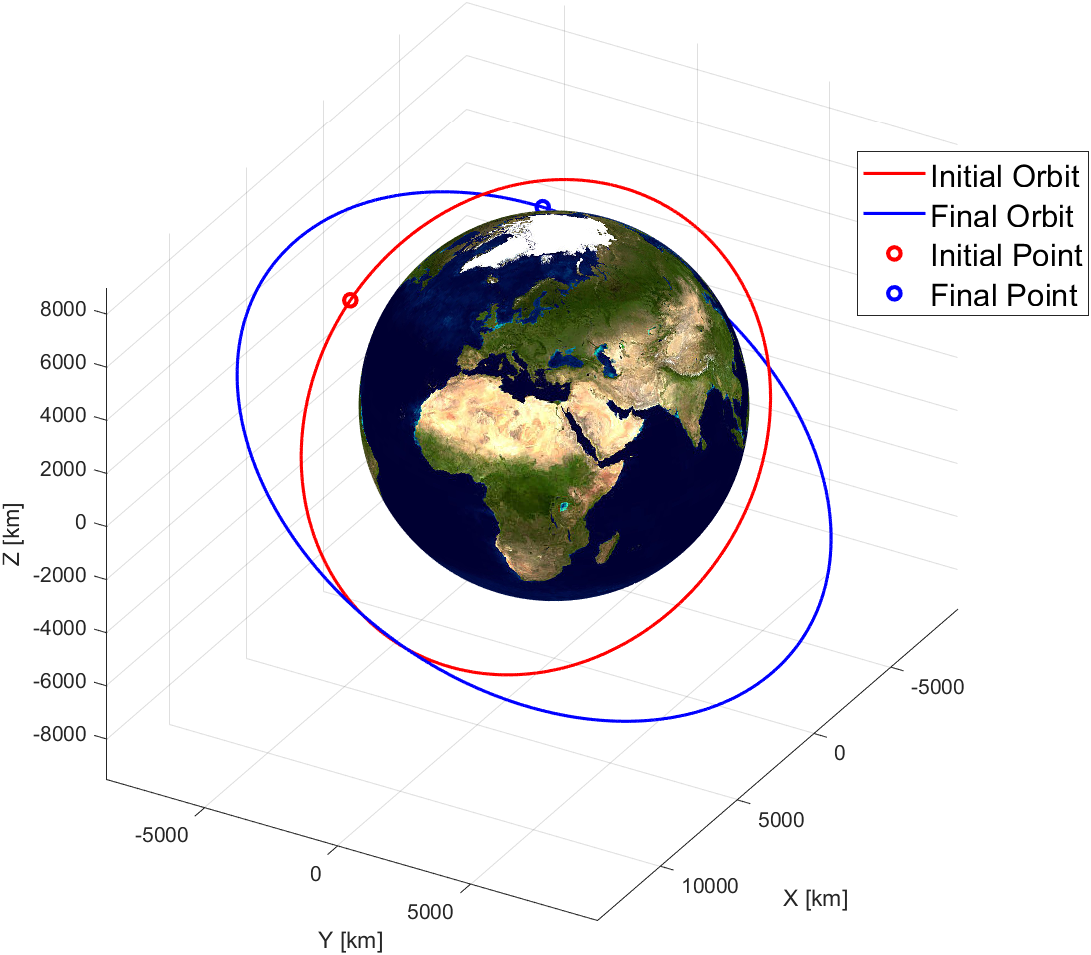 Initial Orbit
Final Orbit
Initial Point
Final Point
8000
6000
4000
2000
0
-2000
-4000
-6000
-8000
Z [km]
-5000
0
5000
Y [km]
-5000
0
5000
10000
X [km]